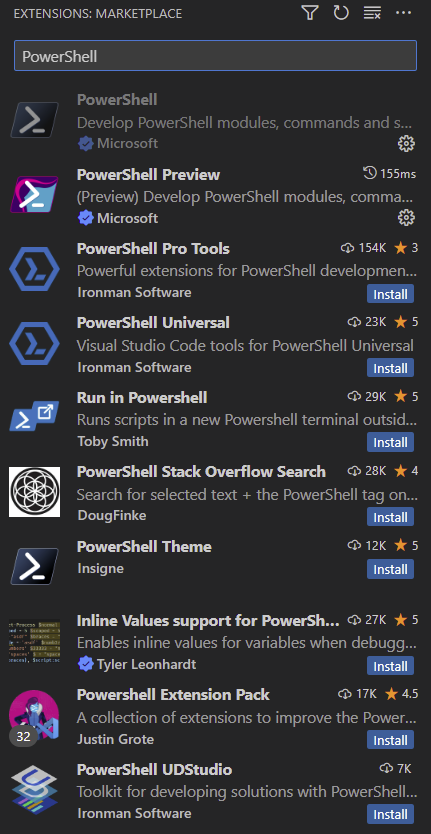 EXTENSIONS: MARKETPLACE
PowerShell
PowerShell
Develop PowerShell modules, commands and s...
Microsoft
PowerShell Preview 155ms
(Preview) Develop PowerShell modules, comma...
Microsoft
PowerShell Pro Tools 154K 3
Powerful extensions for PowerShell developmen...
Ironman Software Install
PowerShell Universal 23K 5
Visual Studio Code tools for PowerShell Universal
Ironman Software Install
Run in Powershell 29K 5
Runs scripts in a new Powershell terminal outsid...
Toby Smith Install
PowerShell Stack Overflow Search 28K 4
Search for selected text + the PowerShell tag on...
DougFinke Install
PowerShell Theme 12K 5
Insigne Install
Inline Values support for PowerSh... 27K 5
Enables inline values for variables when debugg...
Tyler Leonhardt Install
Powershell Extension Pack 17K 4.5
A collection of extensions to improve the Power...
32 Justin Grote Install
PowerShell UDStudio 7K
Toolkit for developing solutions with PowerShell...
Ironman Software Install